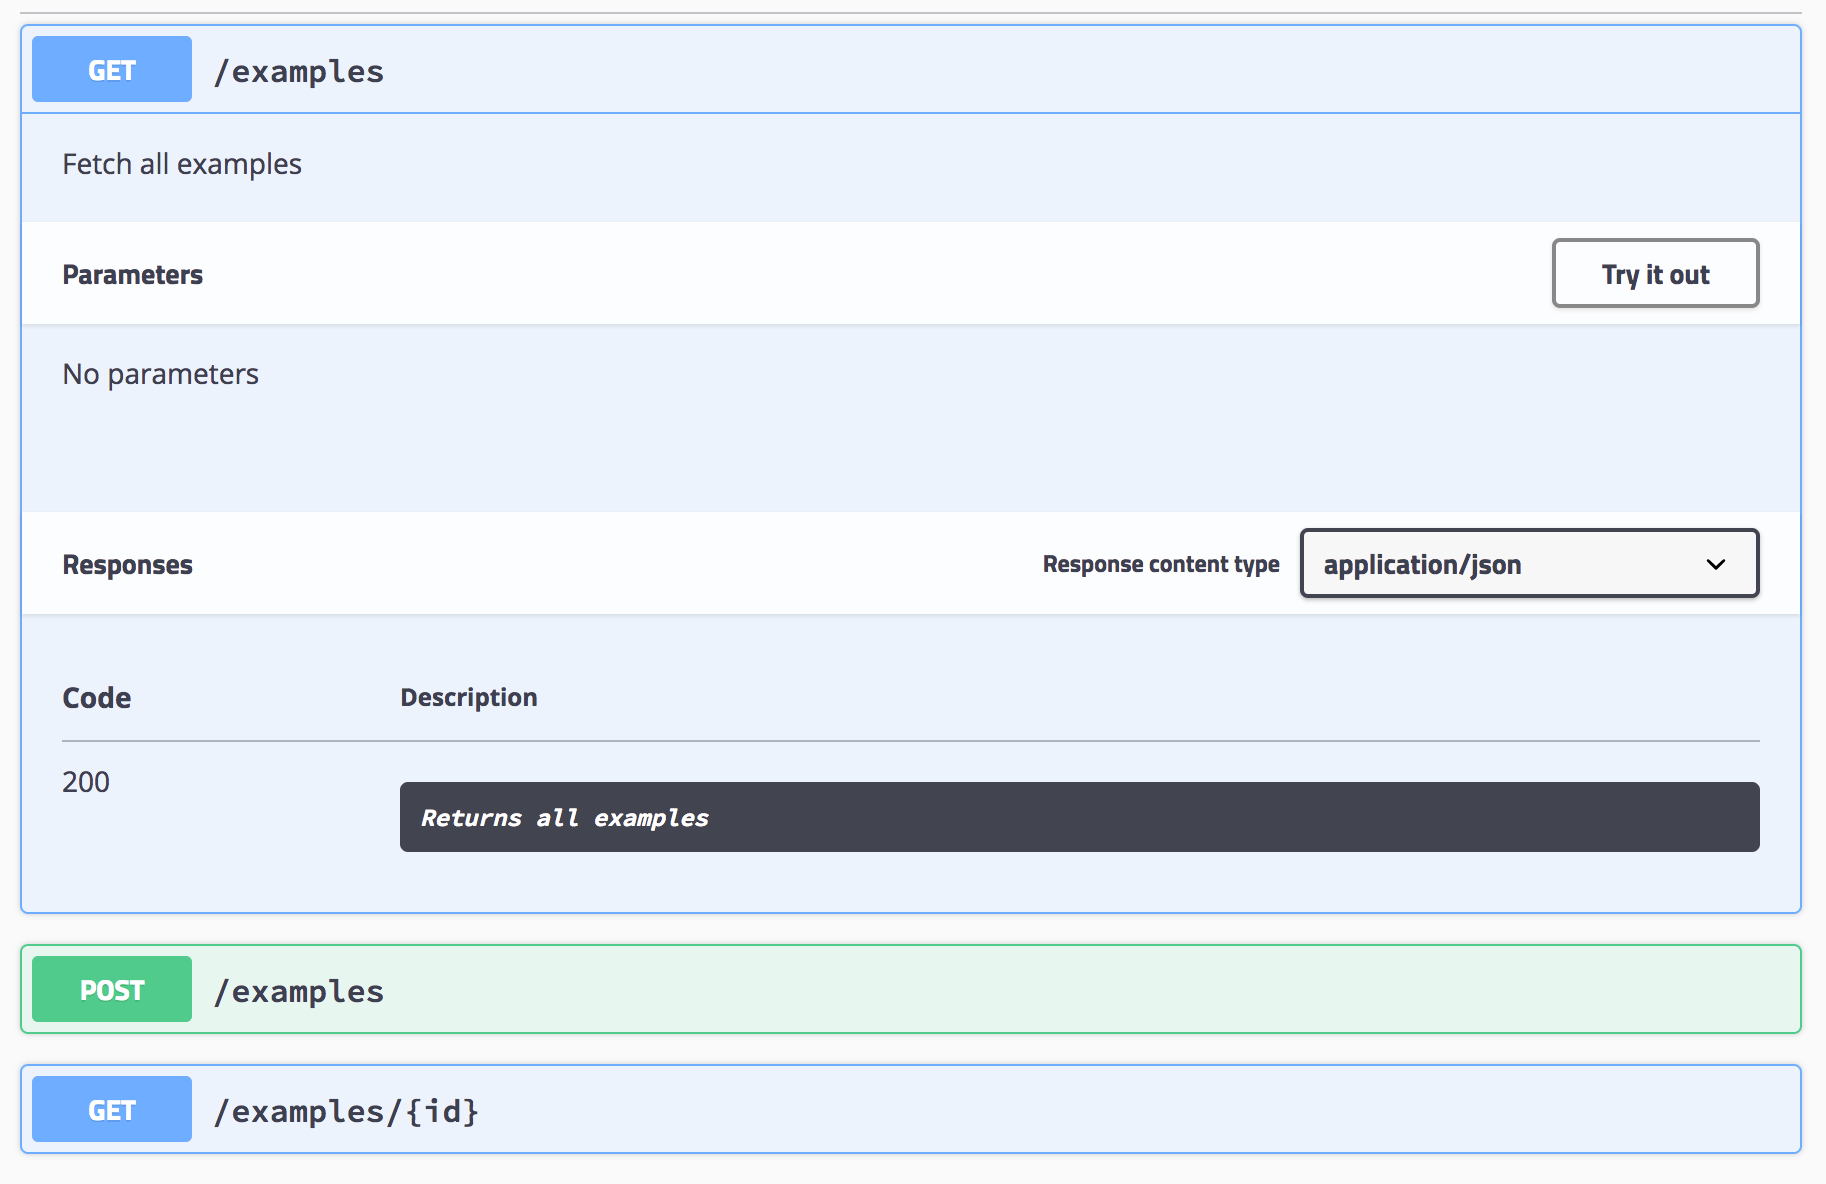 GET /examples
Fetch all examples
Parameters Try it out
No parameters
Responses Response content type application/json
Code Description
200 Returns all examples
POST /examples
GET /examples/{id}